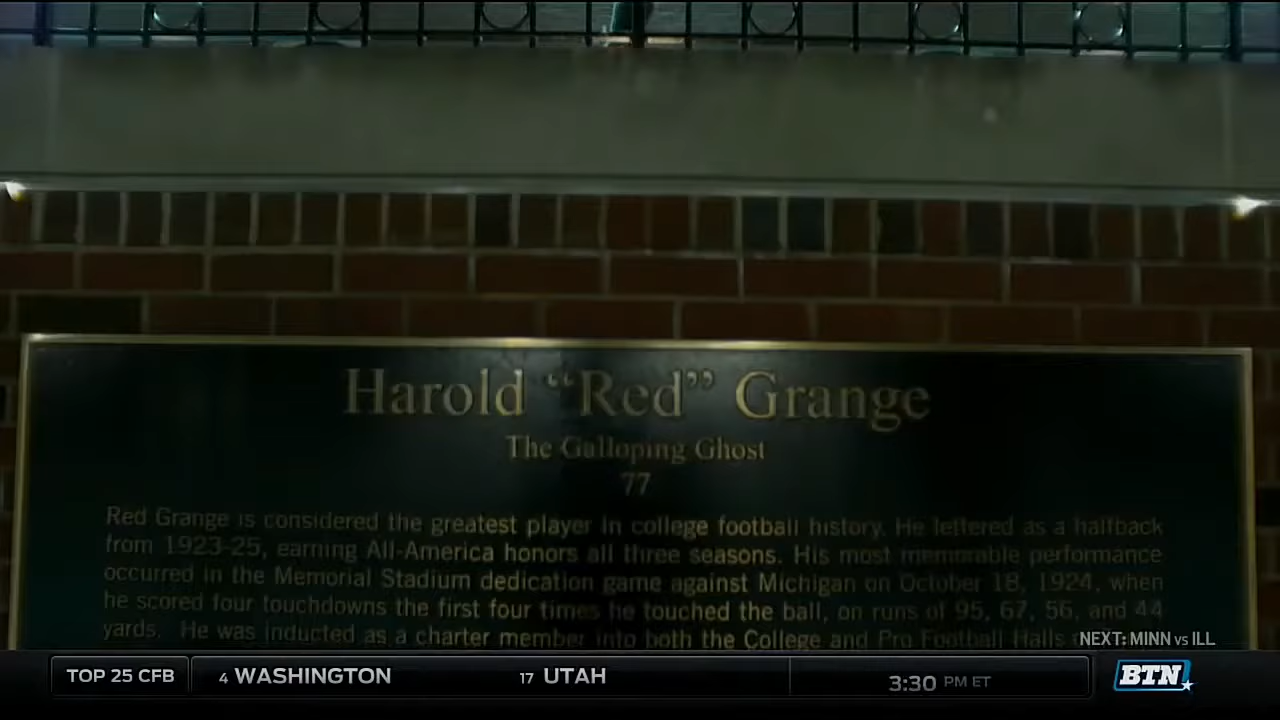 Harold “Red” Grange
The Galloping Ghost
77
Red Grange is considered the greatest player in college football history. He lettered as a halfback
from 1923-25, earning All-America honors all three seasons. His most memorable performance
occurred in the Memorial Stadium dedication game against Michigan on October 18, 1924, when
he scored four touchdowns the first four times he touched the ball, on runs of 95, 67, 56, and 44
yards. He was inducted as a charter member into both the College and Pro Football Halls
NEXT: MINN vs ILL
TOP 25 CFB 4 WASHINGTON 17 UTAH 3:30 PM ET BTN